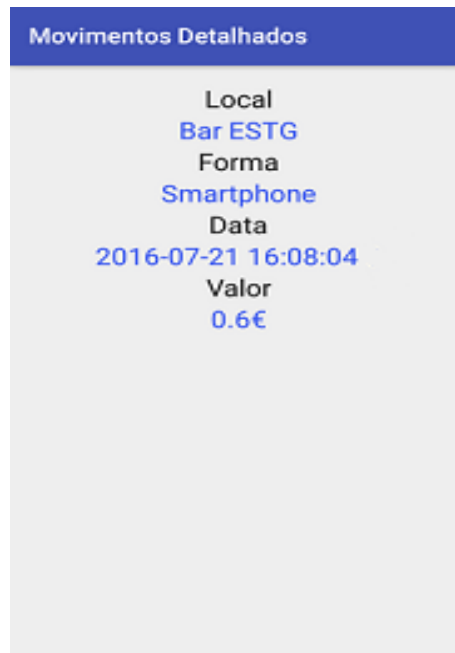 Movimentos Detalhados
Local
Bar ESTG
Forma
Smartphone
Data
2016-07-21 16:08:04
Valor
0.6€